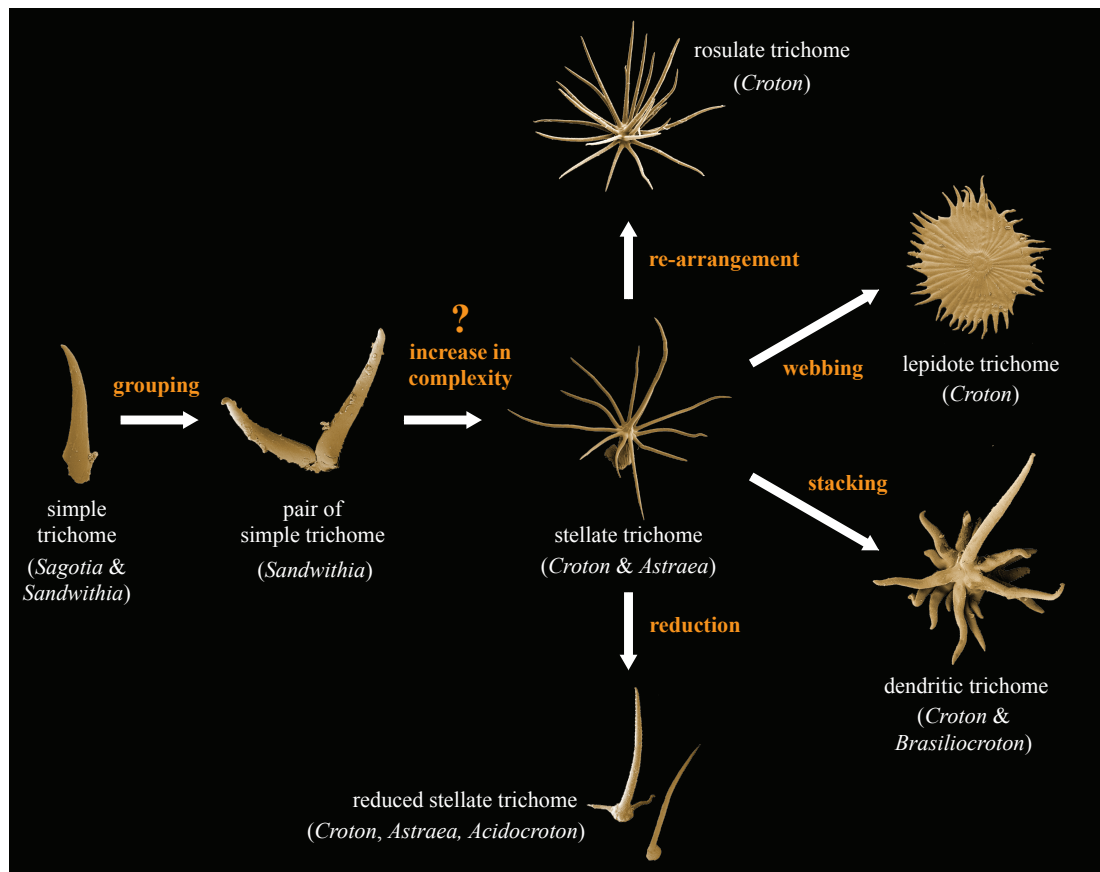 rosulate trichome
(Croton)
re-arrangement
?
increase in
complexity
grouping
webbing
lepidote trichome
(Croton)
simple
trichome
(Sagotia &
Sandwithia)
pair of
simple trichome
(Sandwithia)
stellate trichome
(Croton & Astraea)
stacking
reduction
dendritic trichome
(Croton &
Brasiliocroton)
reduced stellate trichome
(Croton, Astraea, Acidocroton)